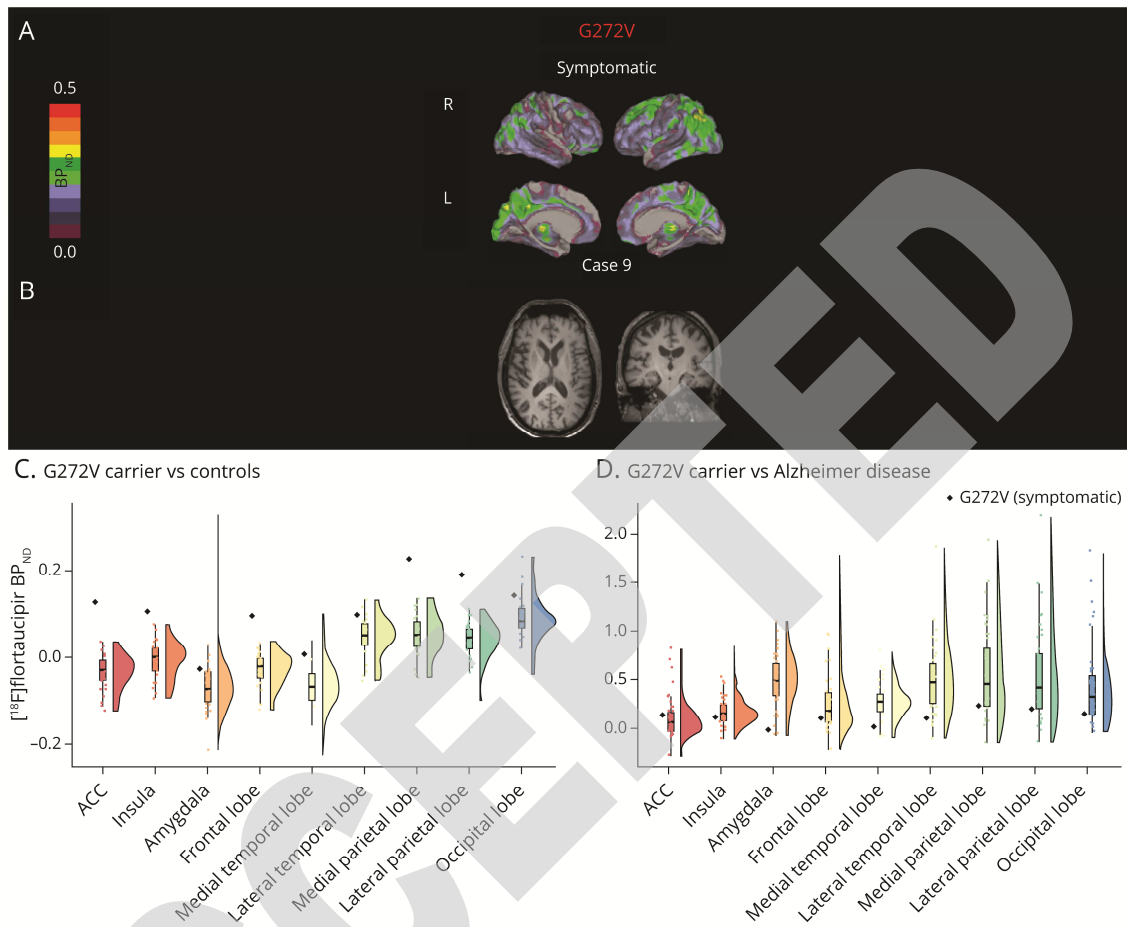 A
G272V
Symptomatic
0.5
R
BPND
L
0.0
Case 9
B
C. G272V carrier vs controls
D. G272V carrier vs Alzheimer disease
G272V (symptomatic)
[18F]flortaucipir BPND
0.2
0.0
−0.2
2.0
1.5
1.0
0.5
0.0
ACC
Insula
Amygdala
Frontal lobe
Medial temporal lobe
Lateral temporal lobe
Medial parietal lobe
Lateral parietal lobe
Occipital lobe
ACC
Insula
Amygdala
Frontal lobe
Medial temporal lobe
Lateral temporal lobe
Medial parietal lobe
Lateral parietal lobe
Occipital lobe
CCEPTED